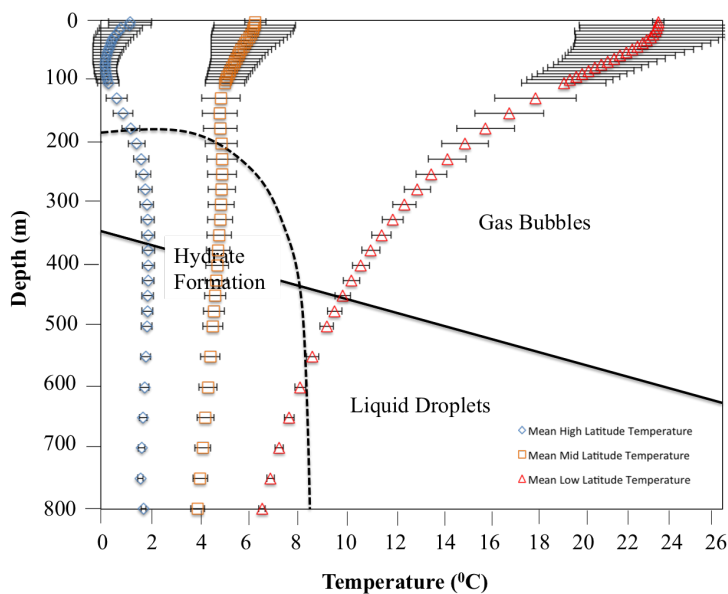 0
100
200
300
400
500
600
700
800
Depth (m)
Hydrate
Formation
Gas Bubbles
Liquid Droplets
Mean High Latitude Temperature
Mean Mid Latitude Temperature
Mean Low Latitude Temperature
0 2 4 6 8 10 12 14 16 18 20 22 24 26
Temperature (⁰C)